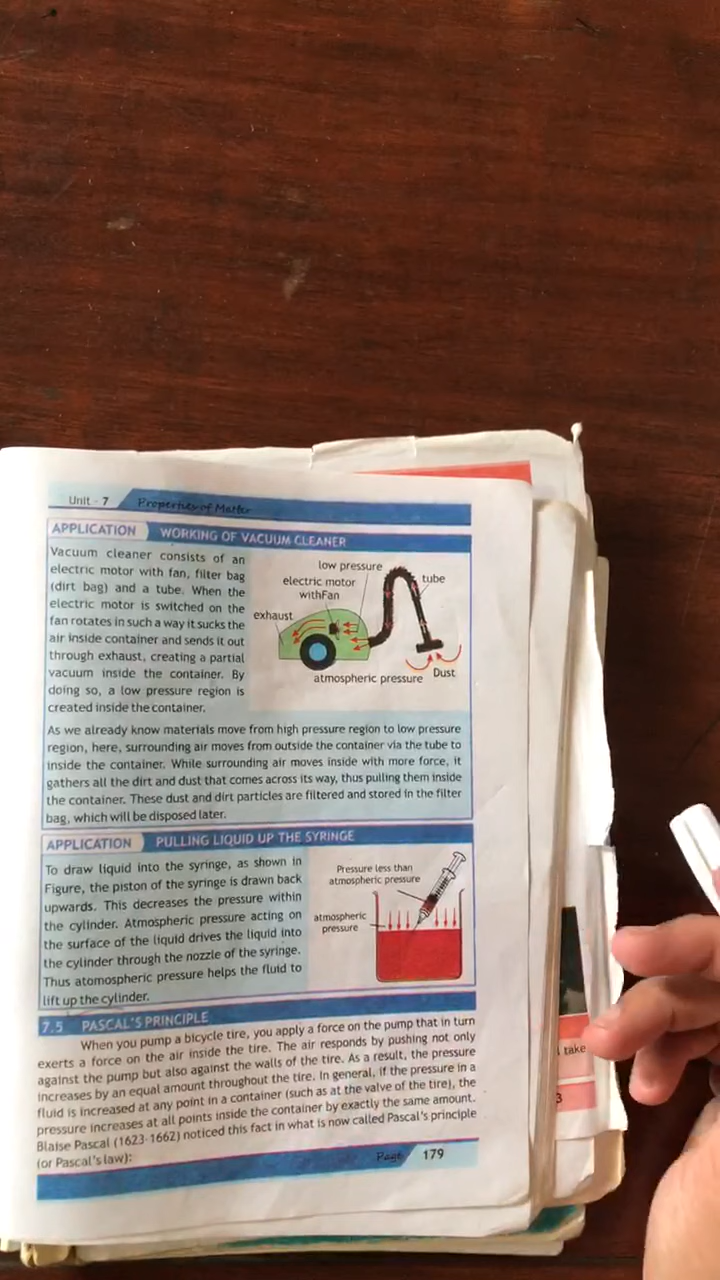 Unit - 7 Properties of Matter
APPLICATION WORKING OF VACUUM CLEANER
Vacuum cleaner consists of an
electric motor with fan, filter bag
(dirt bag) and a tube. When the
electric motor is switched on the
fan rotates in such a way it sucks the
air inside container and sends it out
through exhaust, creating a partial
vacuum inside the container. By
doing so, a low pressure region is
created inside the container.
low pressure
electric motor
withFan
tube
exhaust
atmospheric pressure
Dust
As we already know materials move from high pressure region to low pressure
region, here, surrounding air moves from outside the container via the tube to
inside the container. While surrounding air moves inside with more force, it
gathers all the dirt and dust that comes across its way, thus pulling them inside
the container. These dust and dirt particles are filtered and stored in the filter
bag, which will be disposed later.
APPLICATION PULLING LIQUID UP THE SYRINGE
To draw liquid into the syringe, as shown in
Figure, the piston of the syringe is drawn back
upwards. This decreases the pressure within
the cylinder. Atmospheric pressure acting on
the surface of the liquid drives the liquid into
the cylinder through the nozzle of the syringe.
Thus atomospheric pressure helps the fluid to
lift up the cylinder.
Pressure less than
atmospheric pressure
atmospheric
pressure
7.5 PASCAL'S PRINCIPLE
When you pump a bicycle tire, you apply a force on the pump that in turn
exerts a force on the air inside the tire. The air responds by pushing not only
against the pump but also against the walls of the tire. As a result, the pressure
increases by an equal amount throughout the tire. In general, if the pressure in a
fluid is increased at any point in a container (such as at the valve of the tire), the
pressure increases at all points inside the container by exactly the same amount.
Blaise Pascal (1623-1662) noticed this fact in what is now called Pascal's principle
(or Pascal's law):
Page 179
take
3